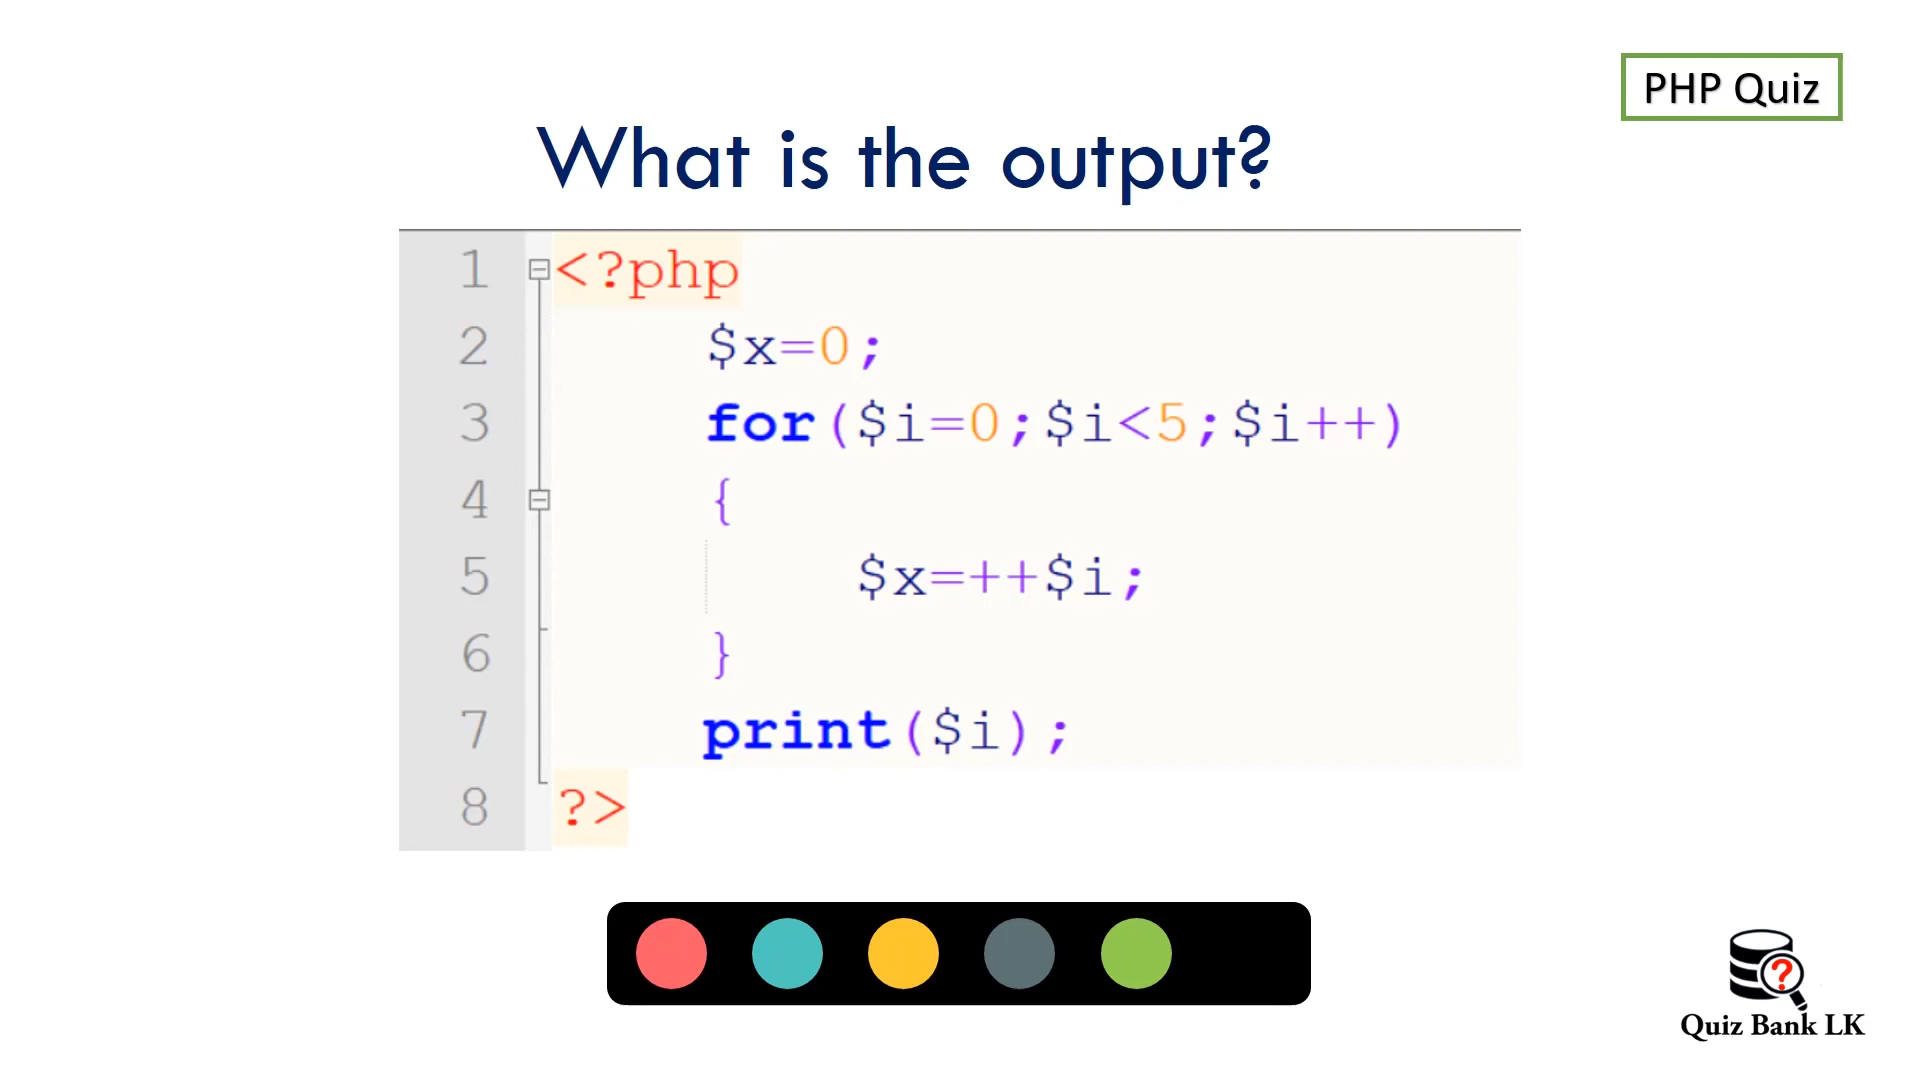 PHP Quiz
What is the output?
1 <?php
2 $x=0;
3 for($i=0;$i<5;$i++)
4 {
5 $x=++$i;
6 }
7 print($i);
8 ?>
?
Quiz Bank LK